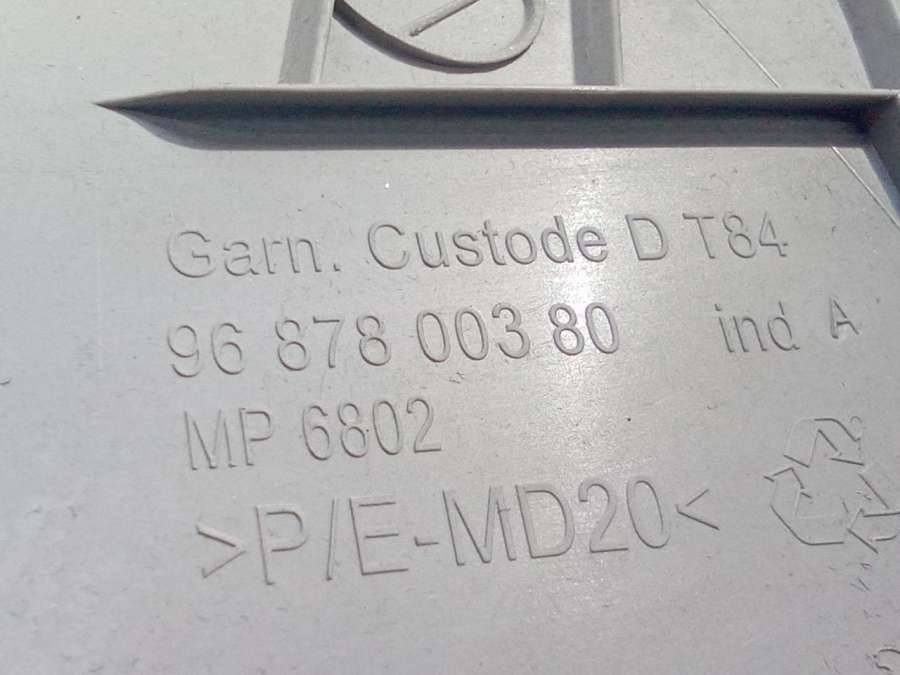 Garn. Custode D T84
96 878 003 80 ind A
MP 6802
>P/E-MD20<